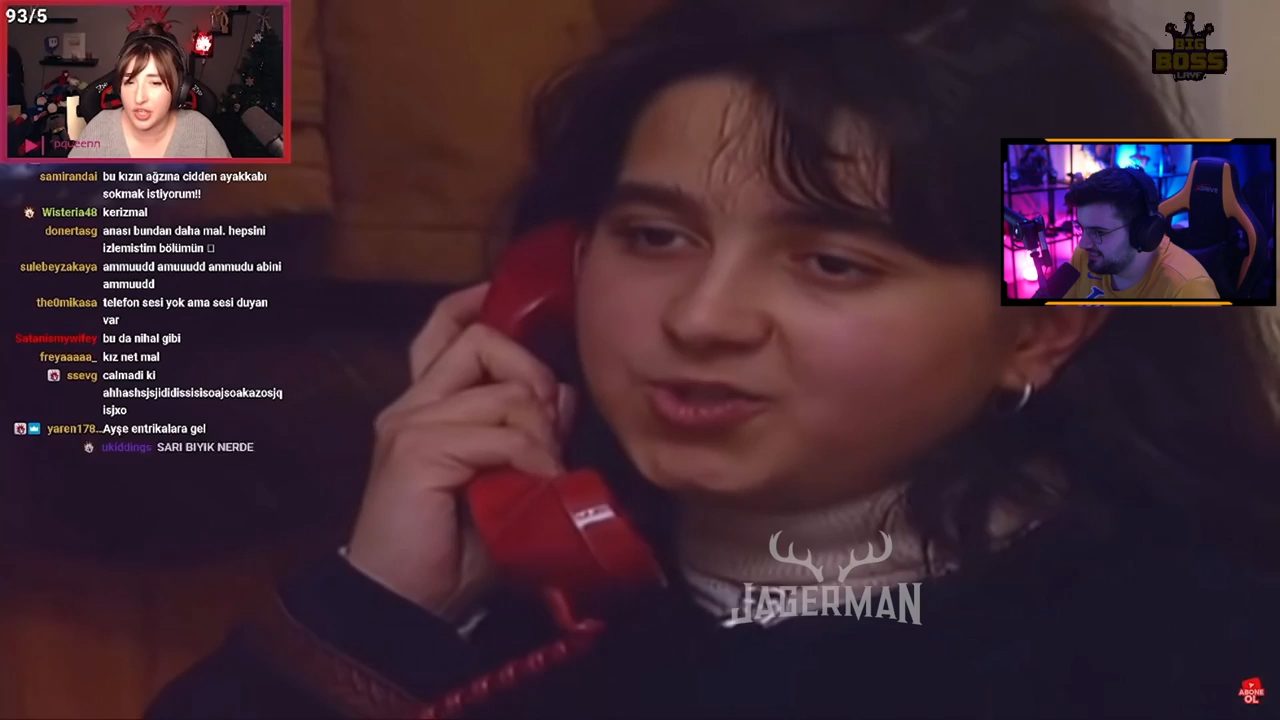 93/5
pqueenn
samirandai bu kızın ağzına cidden ayakkabı
sokmak istiyorum!!
Wisteria48 kerizmal
donertasg anası bundan daha mal. hepsini
izlemistim bölümün
sulebeyzakaya ammuudd amuuudd ammudu abini
ammuudd
the0mikasa telefon sesi yok ama sesi duyan
var
Satanismywifey bu da nihal gibi
freyaaaaa_ kız net mal
ssevg calmadi ki
ahhashsjsjididissisisoajsoakazosjq
isjxo
yaren178... Ayşe entrikalara gel
ukiddings SARI BIYIK NERDE
BIG
BOSS
LAYF
JAGERMAN
ABONE
OL